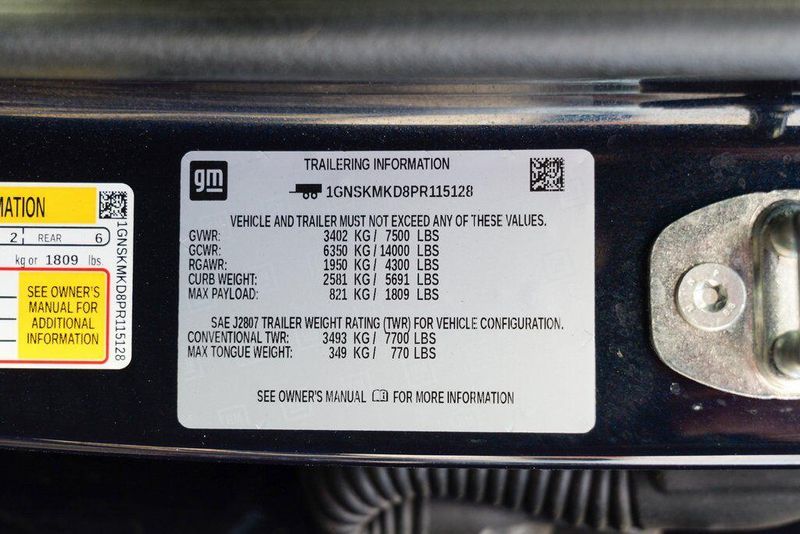 MATION
2 REAR 6
kg or 1809 lbs.
SEE OWNER'S
MANUAL FOR
ADDITIONAL
INFORMATION
1GNSKMKD8PR115128
gm
TRAILERING INFORMATION
1GNSKMKD8PR115128
VEHICLE AND TRAILER MUST NOT EXCEED ANY OF THESE VALUES.
GVWR: 3402 KG/ 7500 LBS
GCWR: 6350 KG/14000 LBS
RGAWR: 1950 KG/ 4300 LBS
CURB WEIGHT: 2581 KG/ 5691 LBS
MAX PAYLOAD: 821 KG/ 1809 LBS
SAE J2807 TRAILER WEIGHT RATING (TWR) FOR VEHICLE CONFIGURATION.
CONVENTIONAL TWR: 3493 KG/ 7700 LBS
MAX TONGUE WEIGHT: 349 KG/ 770 LBS
SEE OWNER'S MANUAL FOR MORE INFORMATION